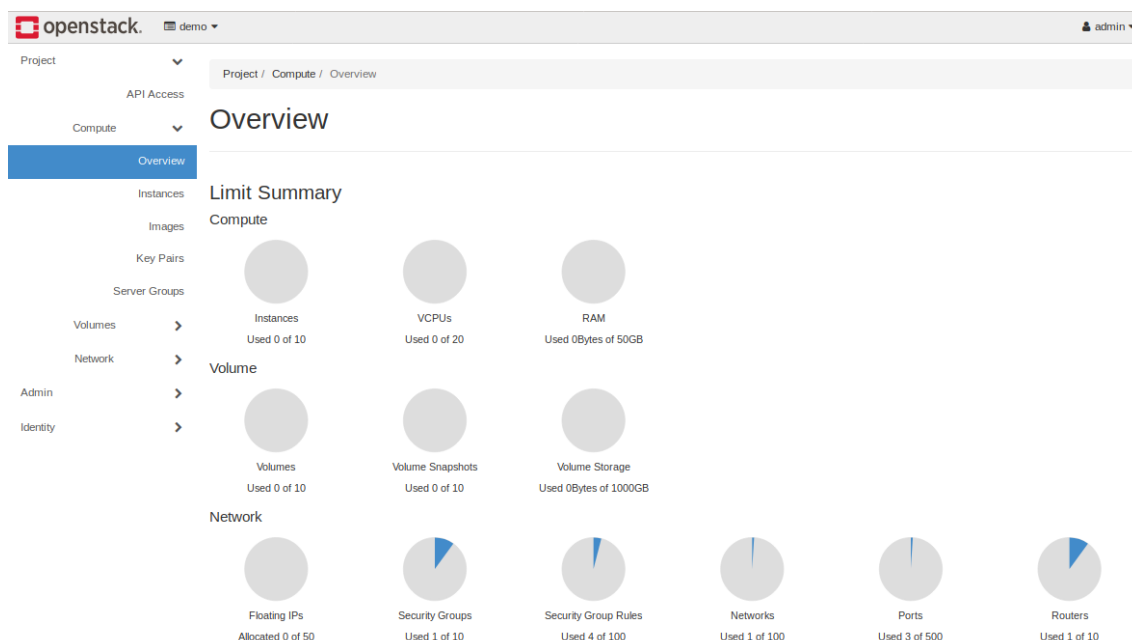 openstack. demo admin
Project
Project / Compute / Overview
API Access
Compute
Overview
Overview
Instances
Images
Key Pairs
Server Groups
Volumes
Network
Admin
Identity
Limit Summary
Compute
Instances VCPUs RAM
Used 0 of 10 Used 0 of 20 Used 0Bytes of 50GB
Volume
Volumes Volume Snapshots Volume Storage
Used 0 of 10 Used 0 of 10 Used 0Bytes of 1000GB
Network
Floating IPs Security Groups Security Group Rules Networks Ports Routers
Allocated 0 of 50 Used 1 of 10 Used 4 of 100 Used 1 of 100 Used 3 of 500 Used 1 of 10